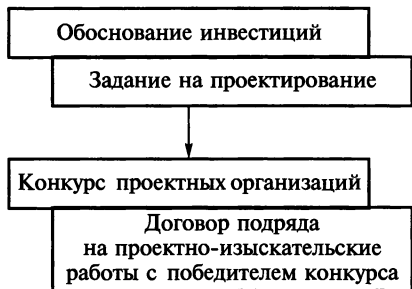 Обоснование инвестиций
Задание на проектирование
Конкурс проектных организаций
Договор подряда
на проектно-изыскательские
работы с победителем конкурса